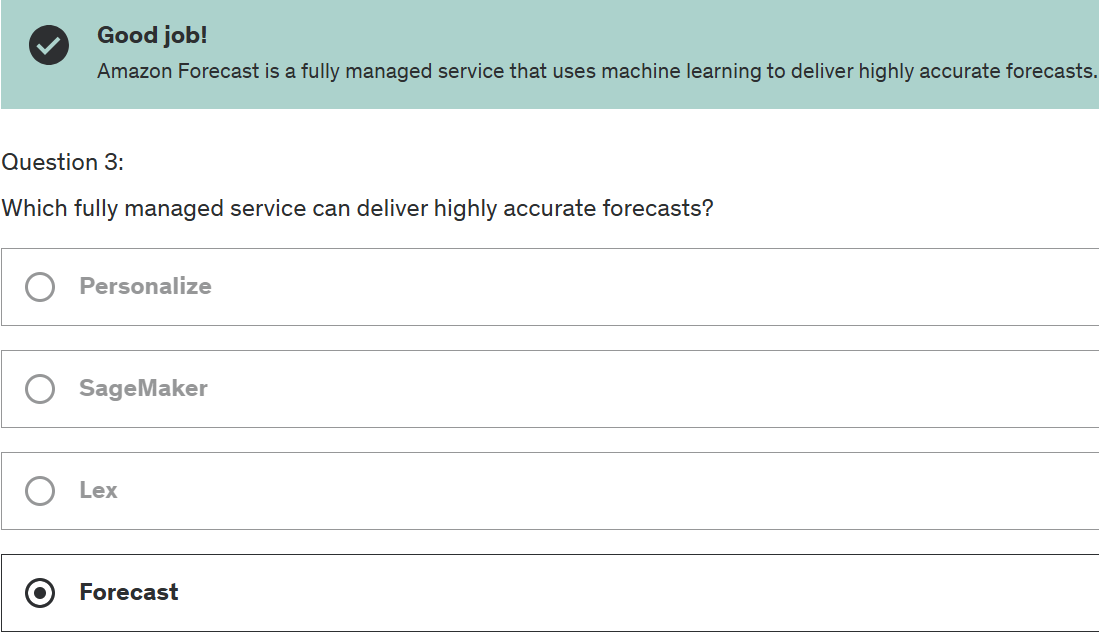 Good job!
Amazon Forecast is a fully managed service that uses machine learning to deliver highly accurate forecasts.
Question 3:
Which fully managed service can deliver highly accurate forecasts?
Personalize
SageMaker
Lex
Forecast